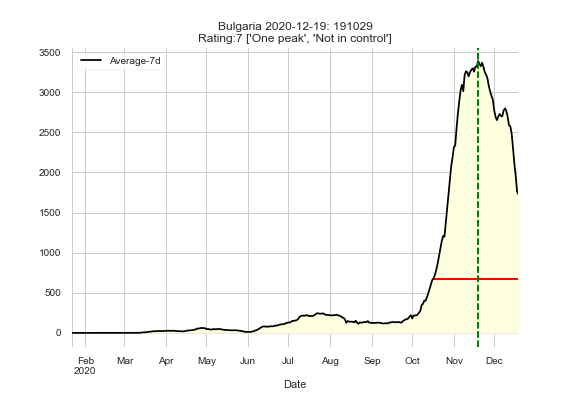 Bulgaria 2020-12-19: 191029
Rating:7 ['One peak', 'Not in control']
Average-7d
3500
3000
2500
2000
1500
1000
500
0
Feb Mar Apr May Jun Jul Aug Sep Oct Nov Dec
2020
Date